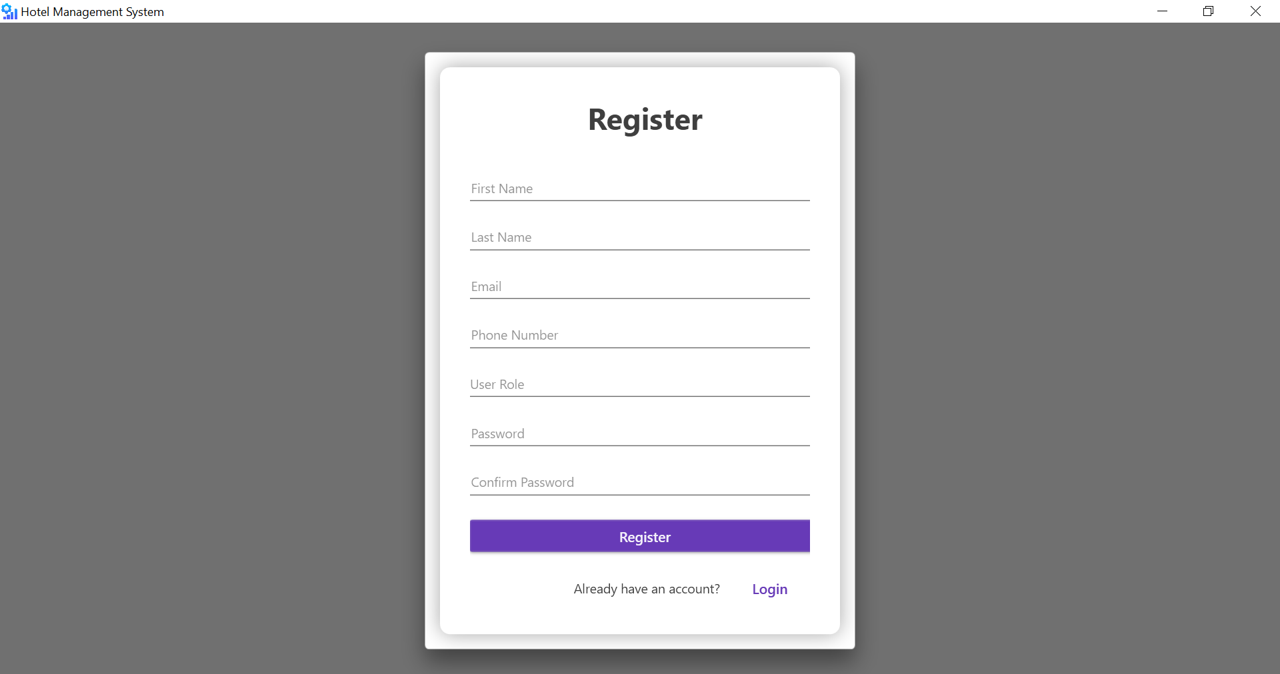 Hotel Management System
Register
First Name
Last Name
Email
Phone Number
User Role
Password
Confirm Password
Register
Already have an account? Login